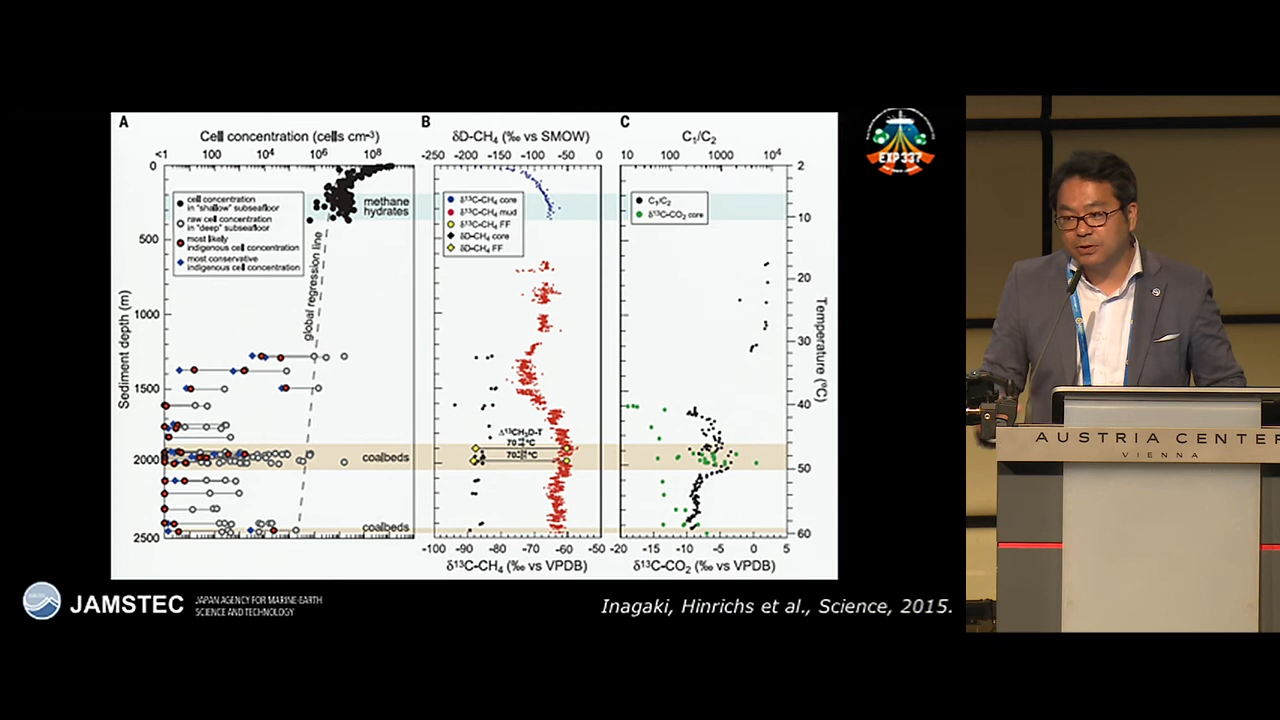 A
Cell concentration (cells cm⁻³)
<1 100 10⁴ 10⁶ 10⁸
0
500
1000
1500
2000
2500
Sediment depth (m)
cell concentration
in "shallow" subseafloor
raw cell concentration
in "deep" subseafloor
most likely
indigenous cell concentration
most conservative
indigenous cell concentration
methane
hydrates
global regression line
coalbeds
coalbeds
B
δD-CH₄ (‰ vs SMOW)
-250 -200 -150 -100 -50 0
δ¹³C-CH₄ core
δ¹³C-CH₄ mud
δ¹³C-CH₄ FF
δD-CH₄ core
δD-CH₄ FF
-100 -90 -80 -70 -60 -50
δ¹³C-CH₄ (‰ vs VPDB)
C
C₁/C₂
10 100 1000 10⁴
C₁/C₂
δ¹³C-CO₂ core
2
10
20
30
40
50
60
Temperature (°C)
-20 -15 -10 -5 0 5
δ¹³C-CO₂ (‰ vs VPDB)
EXP337
JAMSTEC
JAPAN AGENCY FOR MARINE-EARTH
SCIENCE AND TECHNOLOGY
Inagaki, Hinrichs et al., Science, 2015.
AUSTRIA CENTER
VIENNA